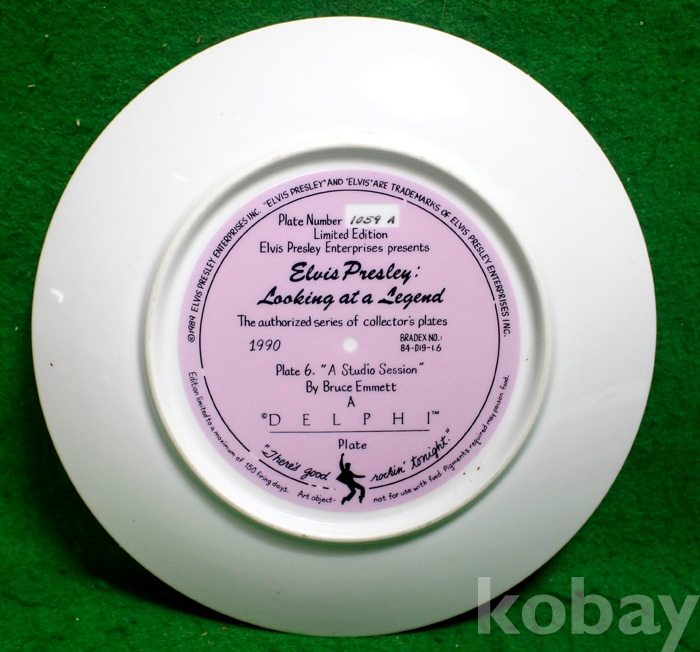 ©1989 ELVIS PRESLEY ENTERPRISES INC. "ELVIS PRESLEY" AND "ELVIS" ARE TRADEMARKS OF ELVIS PRESLEY ENTERPRISES INC.
Plate Number 1059 A
Limited Edition
Elvis Presley Enterprises presents
Elvis Presley:
Looking at a Legend
The authorized series of collector's plates
1990
BRADEX NO.:
84-D19-1.6
Plate 6. "A Studio Session"
By Bruce Emmett
A
©DELPHI™
Plate
"There's good rockin' tonight."
Edition limited to a maximum of 150 firing days. Art object- not for use with food. Pigments required may poison food.
kobay